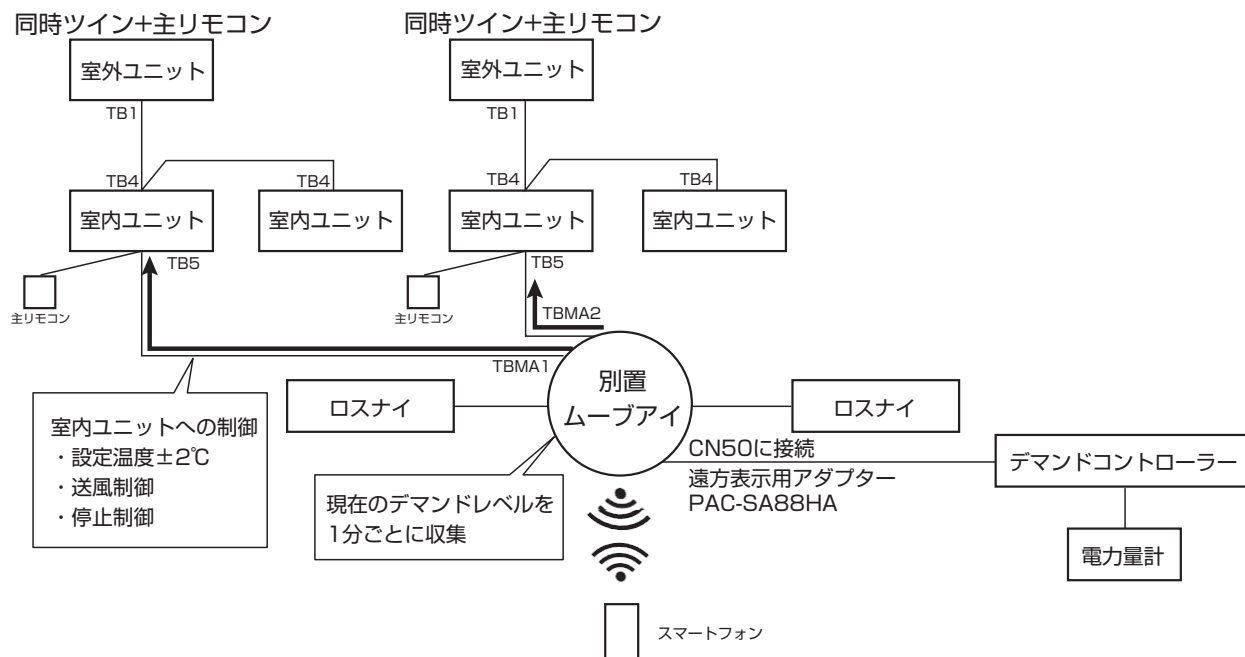 同時ツイン+主リモコン
同時ツイン+主リモコン
室外ユニット
室外ユニット
TB1
TB1
TB4
TB4
TB4
TB4
室内ユニット
室内ユニット
室内ユニット
室内ユニット
TB5
TB5
主リモコン
主リモコン
TBMA2
TBMA1
別置
ムーブアイ
ロスナイ
ロスナイ
室内ユニットへの制御
・設定温度±2℃
・送風制御
・停止制御
現在のデマンドレベルを
1分ごとに収集
CN50に接続
遠方表示用アダプター
PAC-SA88HA
デマンドコントローラー
電力量計
スマートフォン